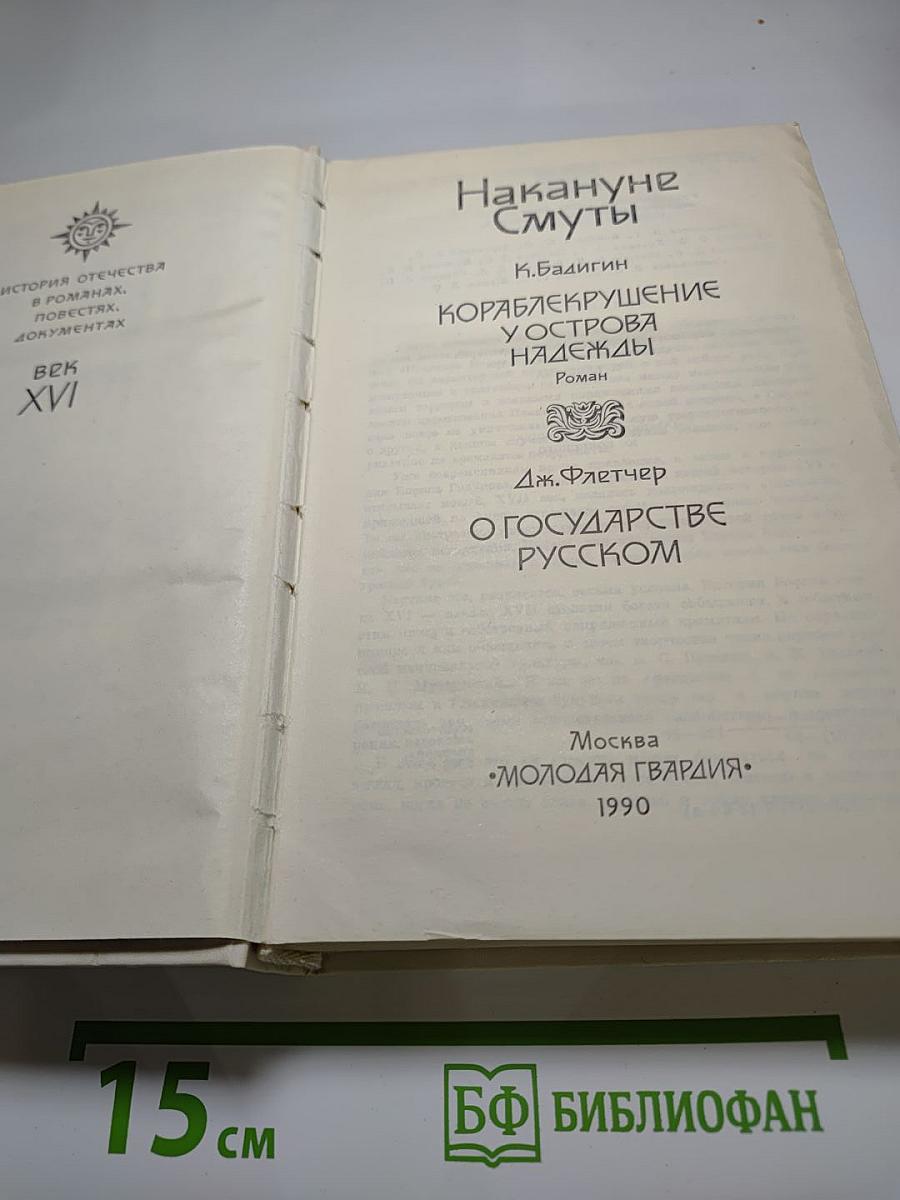 ИСТОРИЯ ОТЕЧЕСТВА
В РОМАНАХ,
ПОВЕСТЯХ,
ДОКУМЕНТАХ
ВЕК
XVI
Накануне
Смуты
К.Бадигин
КОРАБЛЕКРУШЕНИЕ
У ОСТРОВА
НАДЕЖДЫ
Роман
Дж.Флетчер
О ГОСУДАРСТВЕ
РУССКОМ
Москва
•МОЛОДАЯ ГВАРДИЯ•
1990
15 см
БФ БИБЛИОФАН